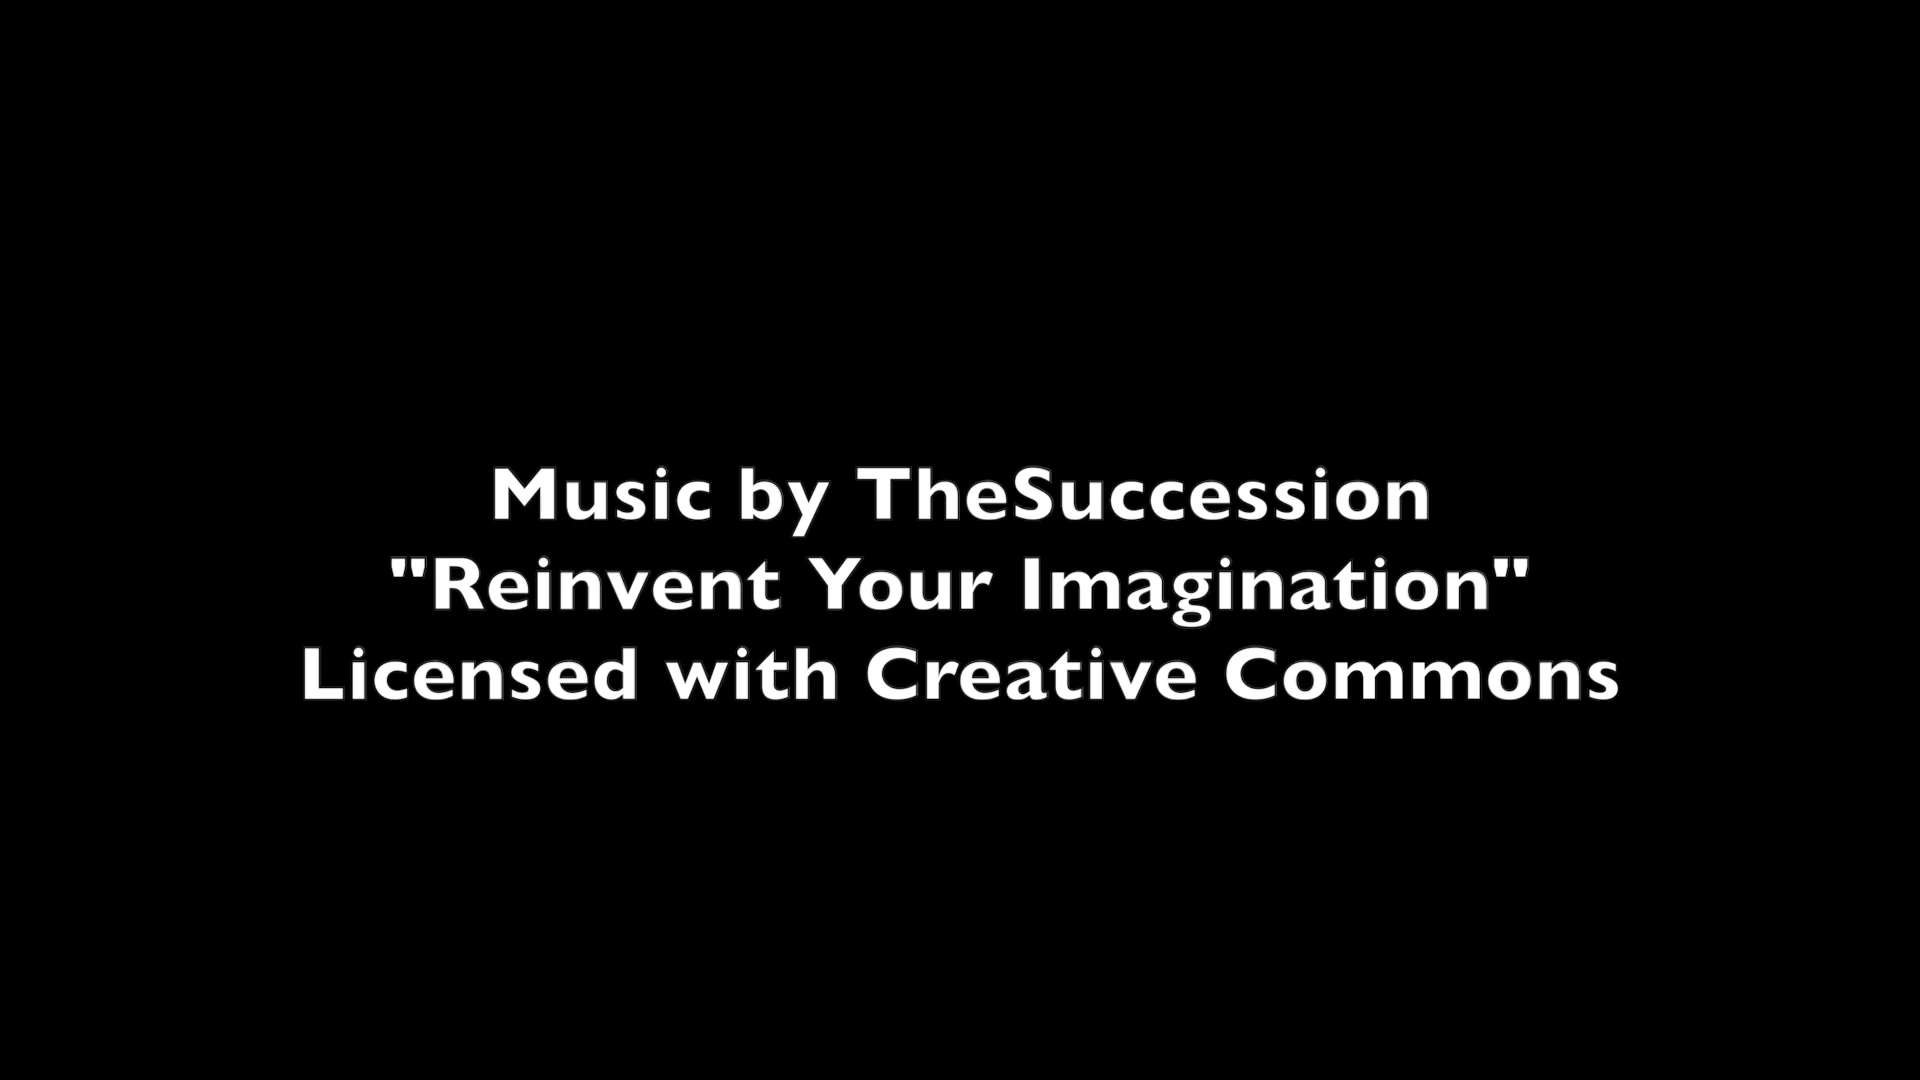 Music by TheSuccession
"Reinvent Your Imagination"
Licensed with Creative Commons